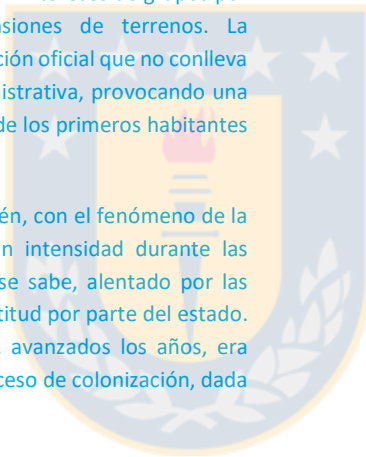 siones de terrenos. La
ción oficial que no conlleva
nistrativa, provocando una
de los primeros habitantes
én, con el fenómeno de la
n intensidad durante las
se sabe, alentado por las
titud por parte del estado.
avanzados los años, era
ceso de colonización, dada